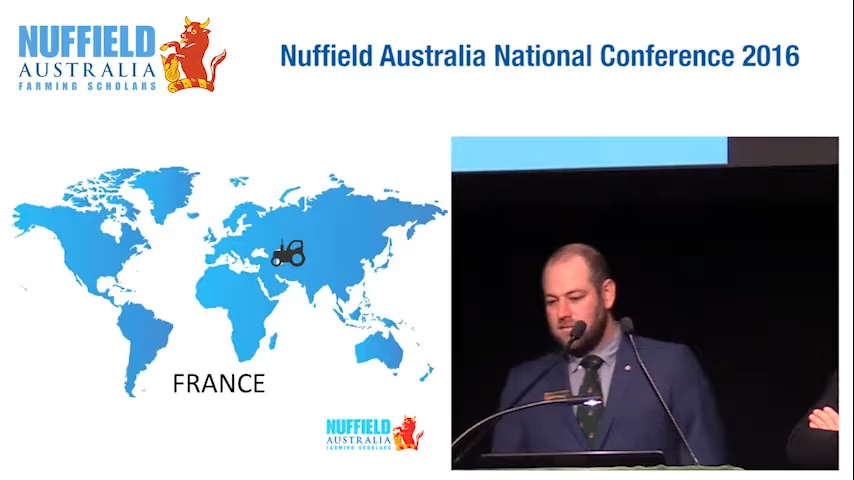 NUFFIELD
AUSTRALIA
FARMING SCHOLARS
Nuffield Australia National Conference 2016
FRANCE
NUFFIELD
AUSTRALIA
FARMING SCHOLARS